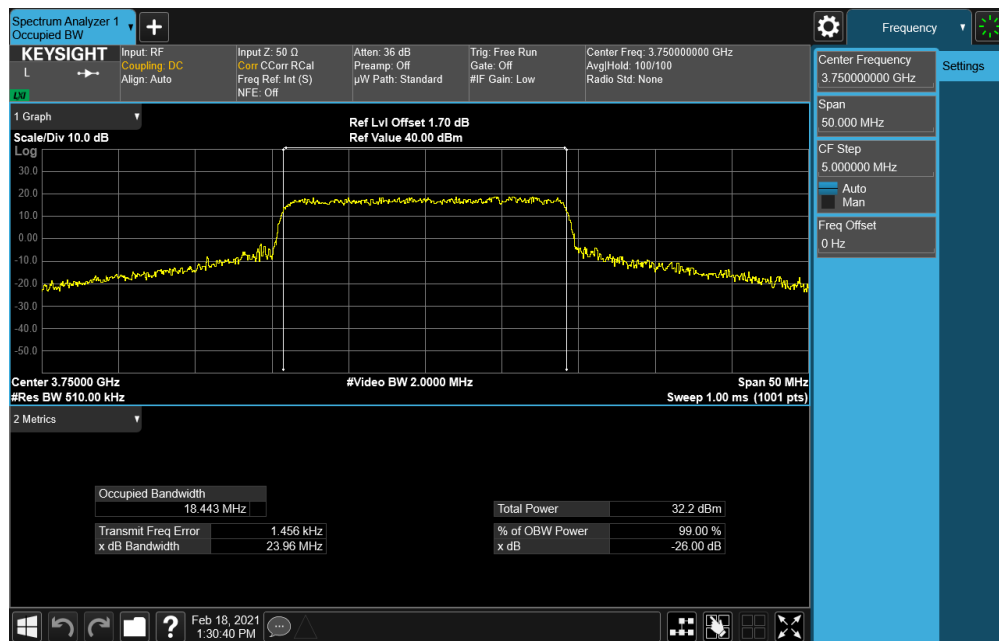 Spectrum Analyzer 1
Occupied BW
Frequency
KEYSIGHT
L
LXI
Input: RF
Coupling: DC
Align: Auto
Input Z: 50 Ω
Corr CCorr RCal
Freq Ref: Int (S)
NFE: Off
Atten: 36 dB
Preamp: Off
µW Path: Standard
Trig: Free Run
Gate: Off
#IF Gain: Low
Center Freq: 3.750000000 GHz
Avg|Hold: 100/100
Radio Std: None
Center Frequency
3.750000000 GHz
Settings
Span
50.000 MHz
CF Step
5.000000 MHz
Auto
Man
Freq Offset
0 Hz
1 Graph
Scale/Div 10.0 dB
Ref Lvl Offset 1.70 dB
Ref Value 40.00 dBm
Log
30.0
20.0
10.0
0.00
-10.0
-20.0
-30.0
-40.0
-50.0
Center 3.75000 GHz
#Video BW 2.0000 MHz
Span 50 MHz
#Res BW 510.00 kHz
Sweep 1.00 ms (1001 pts)
2 Metrics
Occupied Bandwidth
18.443 MHz
Total Power 32.2 dBm
Transmit Freq Error 1.456 kHz
% of OBW Power 99.00 %
x dB Bandwidth 23.96 MHz
x dB -26.00 dB
?
Feb 18, 2021
1:30:40 PM